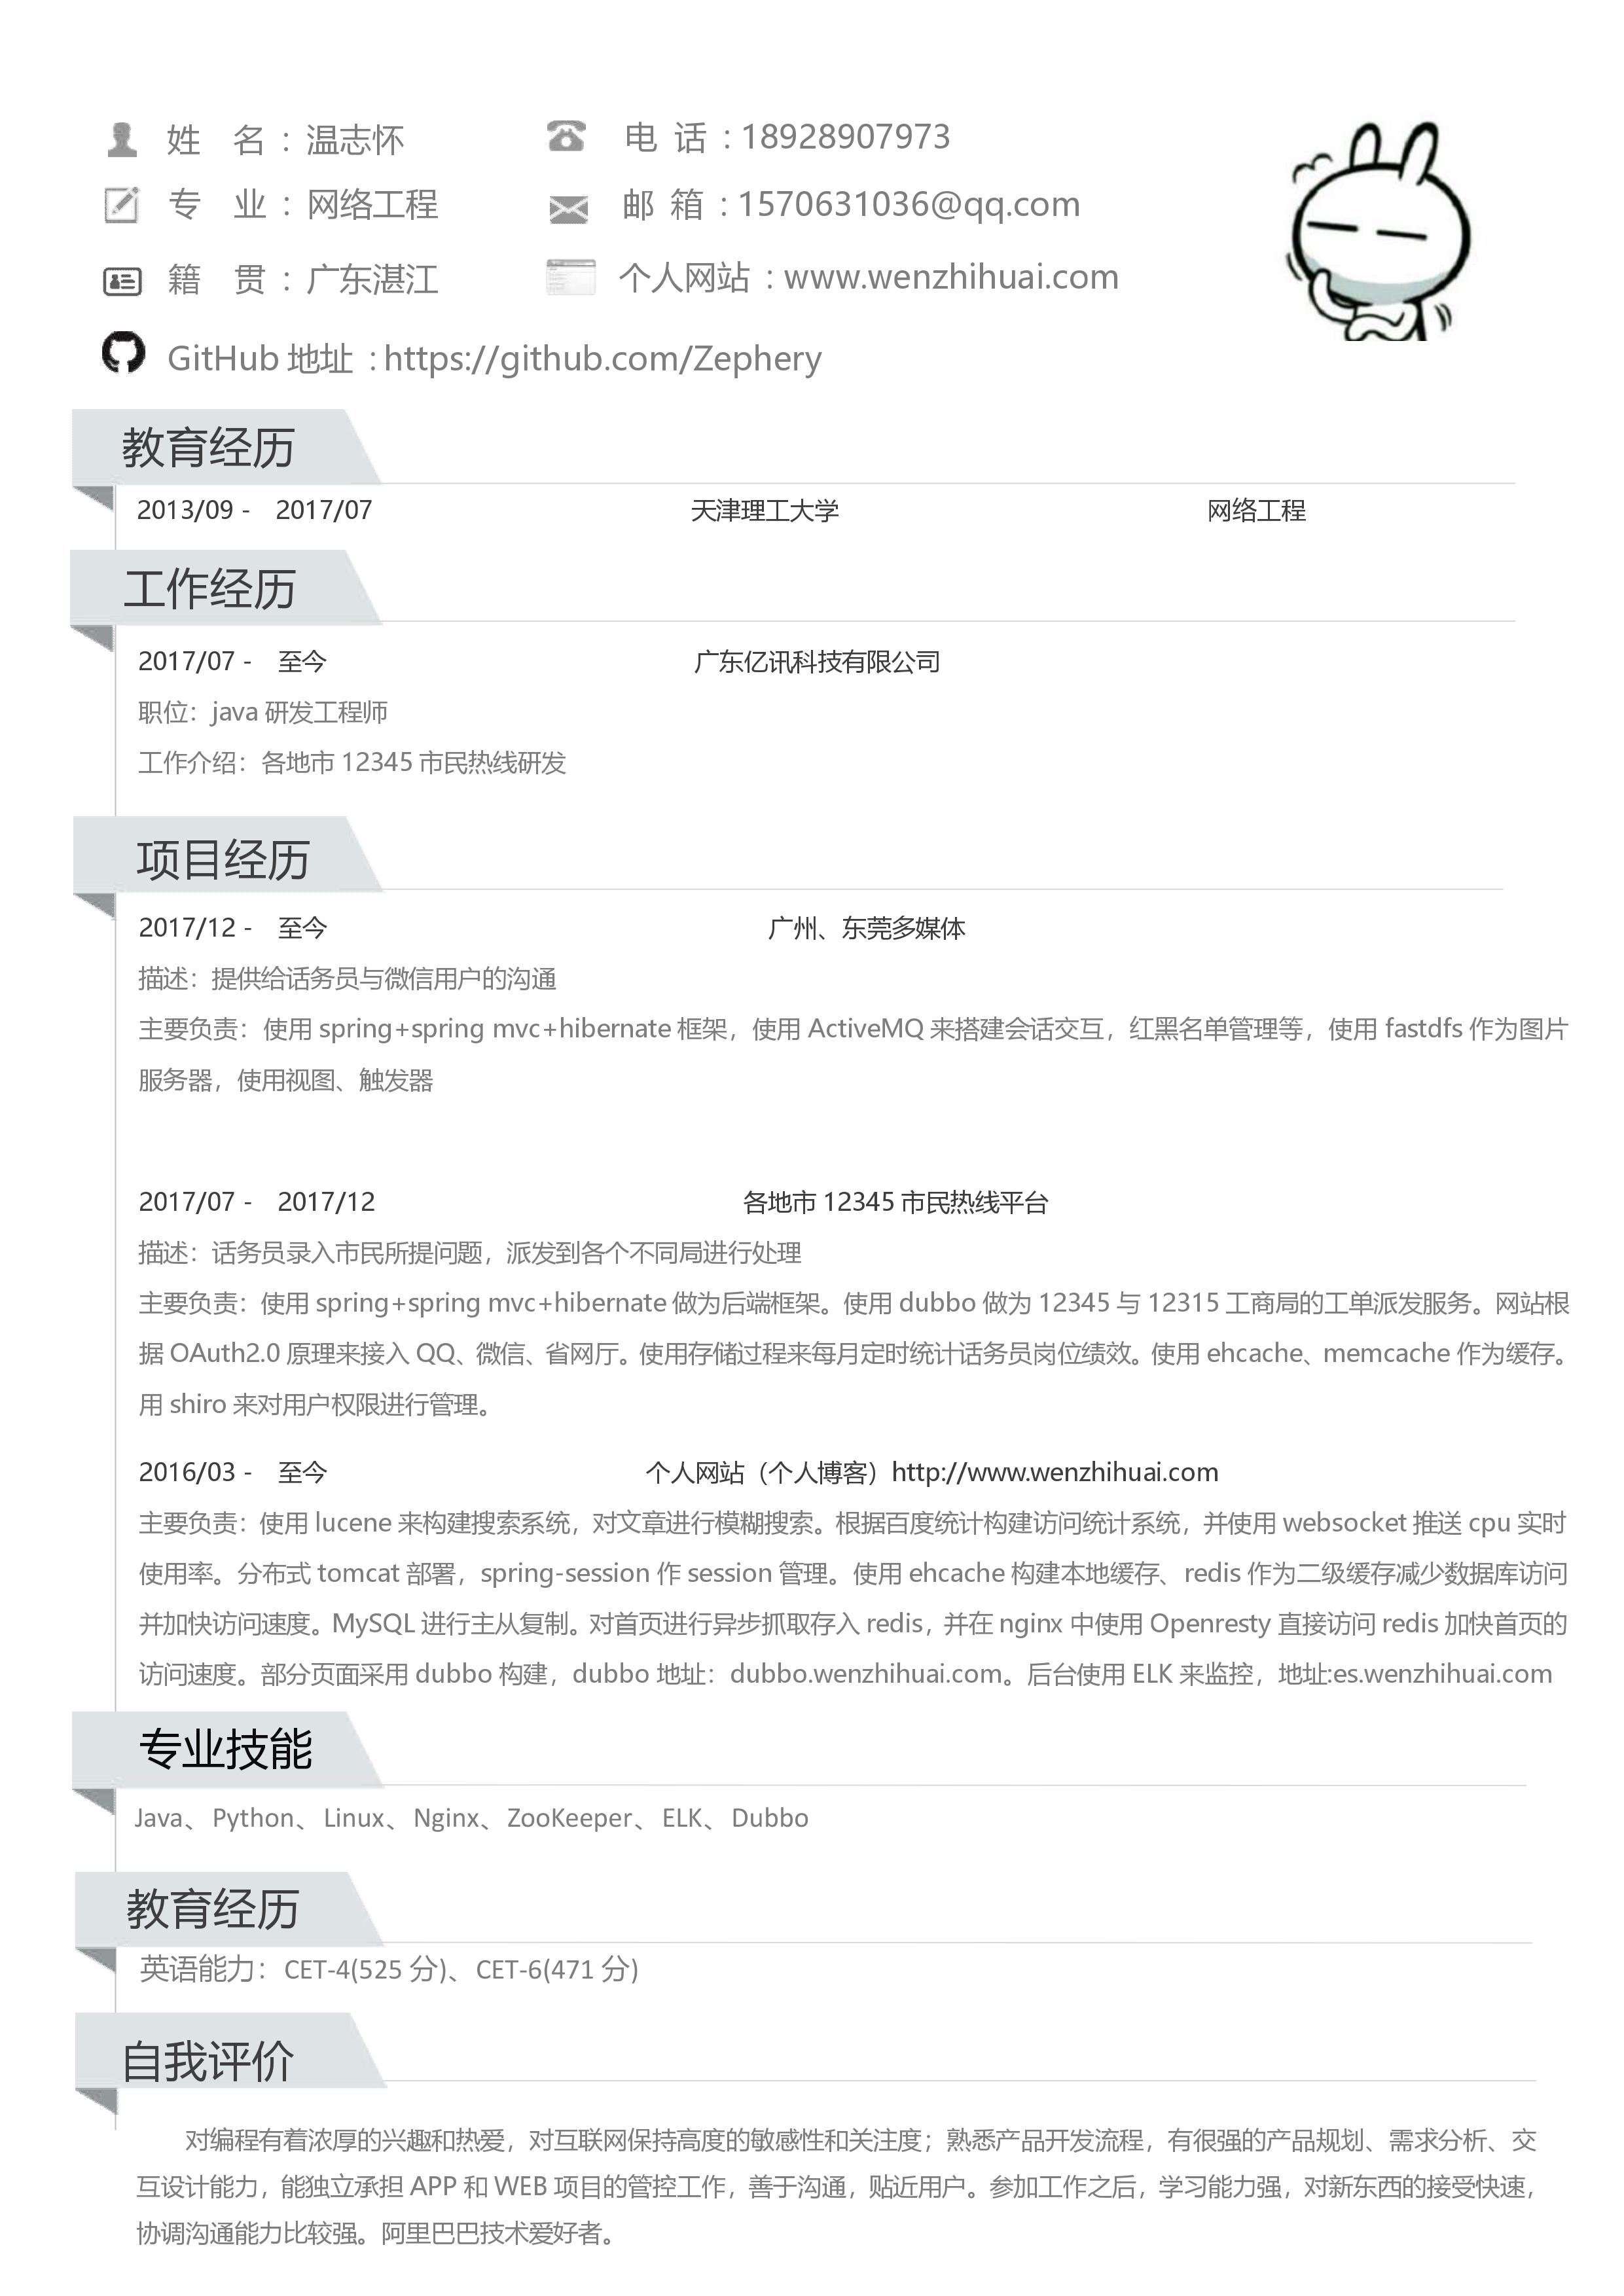 姓 名 : 温志怀 电 话 : 18928907973
专 业 : 网络工程 邮 箱 : 1570631036@qq.com
籍 贯 : 广东湛江 个人网站 : www.wenzhihuai.com
GitHub 地址 : https://github.com/Zephery
教育经历
2013/09 - 2017/07 天津理工大学 网络工程
工作经历
2017/07 - 至今 广东亿讯科技有限公司
职位：java 研发工程师
工作介绍：各地市 12345 市民热线研发
项目经历
2017/12 - 至今 广州、东莞多媒体
描述：提供给话务员与微信用户的沟通
主要负责：使用 spring+spring mvc+hibernate 框架，使用 ActiveMQ 来搭建会话交互，红黑名单管理等，使用 fastdfs 作为图片
服务器，使用视图、触发器
2017/07 - 2017/12 各地市 12345 市民热线平台
描述：话务员录入市民所提问题，派发到各个不同局进行处理
主要负责：使用 spring+spring mvc+hibernate 做为后端框架。使用 dubbo 做为 12345 与 12315 工商局的工单派发服务。网站根
据 OAuth2.0 原理来接入 QQ、微信、省网厅。使用存储过程来每月定时统计话务员岗位绩效。使用 ehcache、memcache 作为缓存。
用 shiro 来对用户权限进行管理。
2016/03 - 至今 个人网站（个人博客）http://www.wenzhihuai.com
主要负责：使用 lucene 来构建搜索系统，对文章进行模糊搜索。根据百度统计构建访问统计系统，并使用 websocket 推送 cpu 实时
使用率。分布式 tomcat 部署，spring-session 作 session 管理。使用 ehcache 构建本地缓存、redis 作为二级缓存减少数据库访问
并加快访问速度。MySQL 进行主从复制。对首页进行异步抓取存入 redis，并在 nginx 中使用 Openresty 直接访问 redis 加快首页的
访问速度。部分页面采用 dubbo 构建，dubbo 地址：dubbo.wenzhihuai.com。后台使用 ELK 来监控，地址:es.wenzhihuai.com
专业技能
Java、Python、Linux、Nginx、ZooKeeper、ELK、Dubbo
教育经历
英语能力：CET-4(525 分)、CET-6(471 分)
自我评价
对编程有着浓厚的兴趣和热爱，对互联网保持高度的敏感性和关注度；熟悉产品开发流程，有很强的产品规划、需求分析、交
互设计能力，能独立承担 APP 和 WEB 项目的管控工作，善于沟通，贴近用户。参加工作之后，学习能力强，对新东西的接受快速，
协调沟通能力比较强。阿里巴巴技术爱好者。